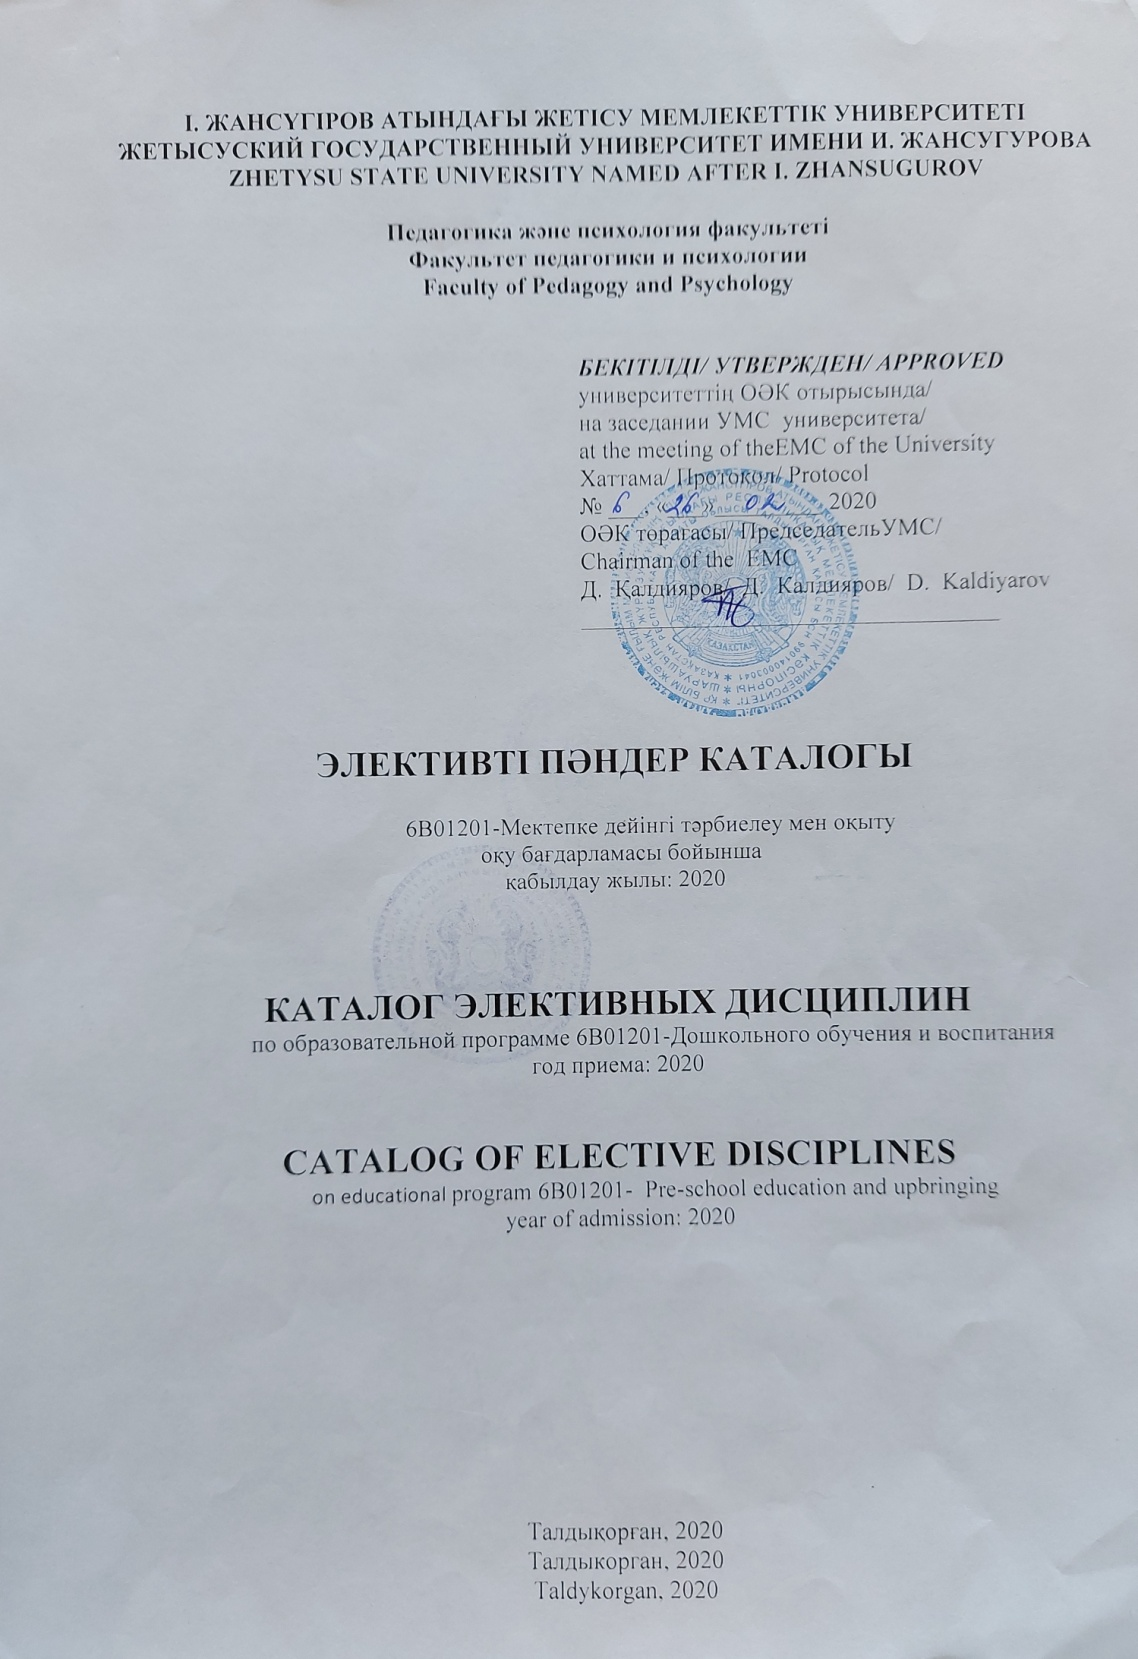 І. ЖАНСҮГІРОВ АТЫНДАҒЫ ЖЕТІСУ МЕМЛЕКЕТТІК УНИВЕРСИТЕТІ
ЖЕТЫСУСКИЙ ГОСУДАРСТВЕННЫЙ УНИВЕРСИТЕТ ИМЕНИ И. ЖАНСУГУРОВА
ZHETYSU STATE UNIVERSITY NAMED AFTER I. ZHANSUGUROV
Педагогика және психология факультеті
Факультет педагогики и психологии
Faculty of Pedagogy and Psychology
БЕКІТІЛДІ/ УТВЕРЖДЕН/ APPROVED
университеттің ОӘК отырысында/
на заседании УМС университета/
at the meeting of theEMC of the University
Хаттама/ Протокол/ Protocol
№ 6, «26» 02 2020
ОӘК төрағасы/ ПредседательУМС/
Chairman of the EMC
Д. Қалдияров/ Д. Калдияров/ D. Kaldiyarov
ҚАЗАҚСТАН
ЭЛЕКТИВТІ ПӘНДЕР КАТАЛОГЫ
6В01201-Мектепке дейінгі тәрбиелеу мен оқыту
оқу бағдарламасы бойынша
қабылдау жылы: 2020
КАТАЛОГ ЭЛЕКТИВНЫХ ДИСЦИПЛИН
по образовательной программе 6В01201-Дошкольного обучения и воспитания
год приема: 2020
CATALOG OF ELECTIVE DISCIPLINES
on educational program 6B01201- Pre-school education and upbringing
year of admission: 2020
Талдықорған, 2020
Талдыкорган, 2020
Taldykorgan, 2020